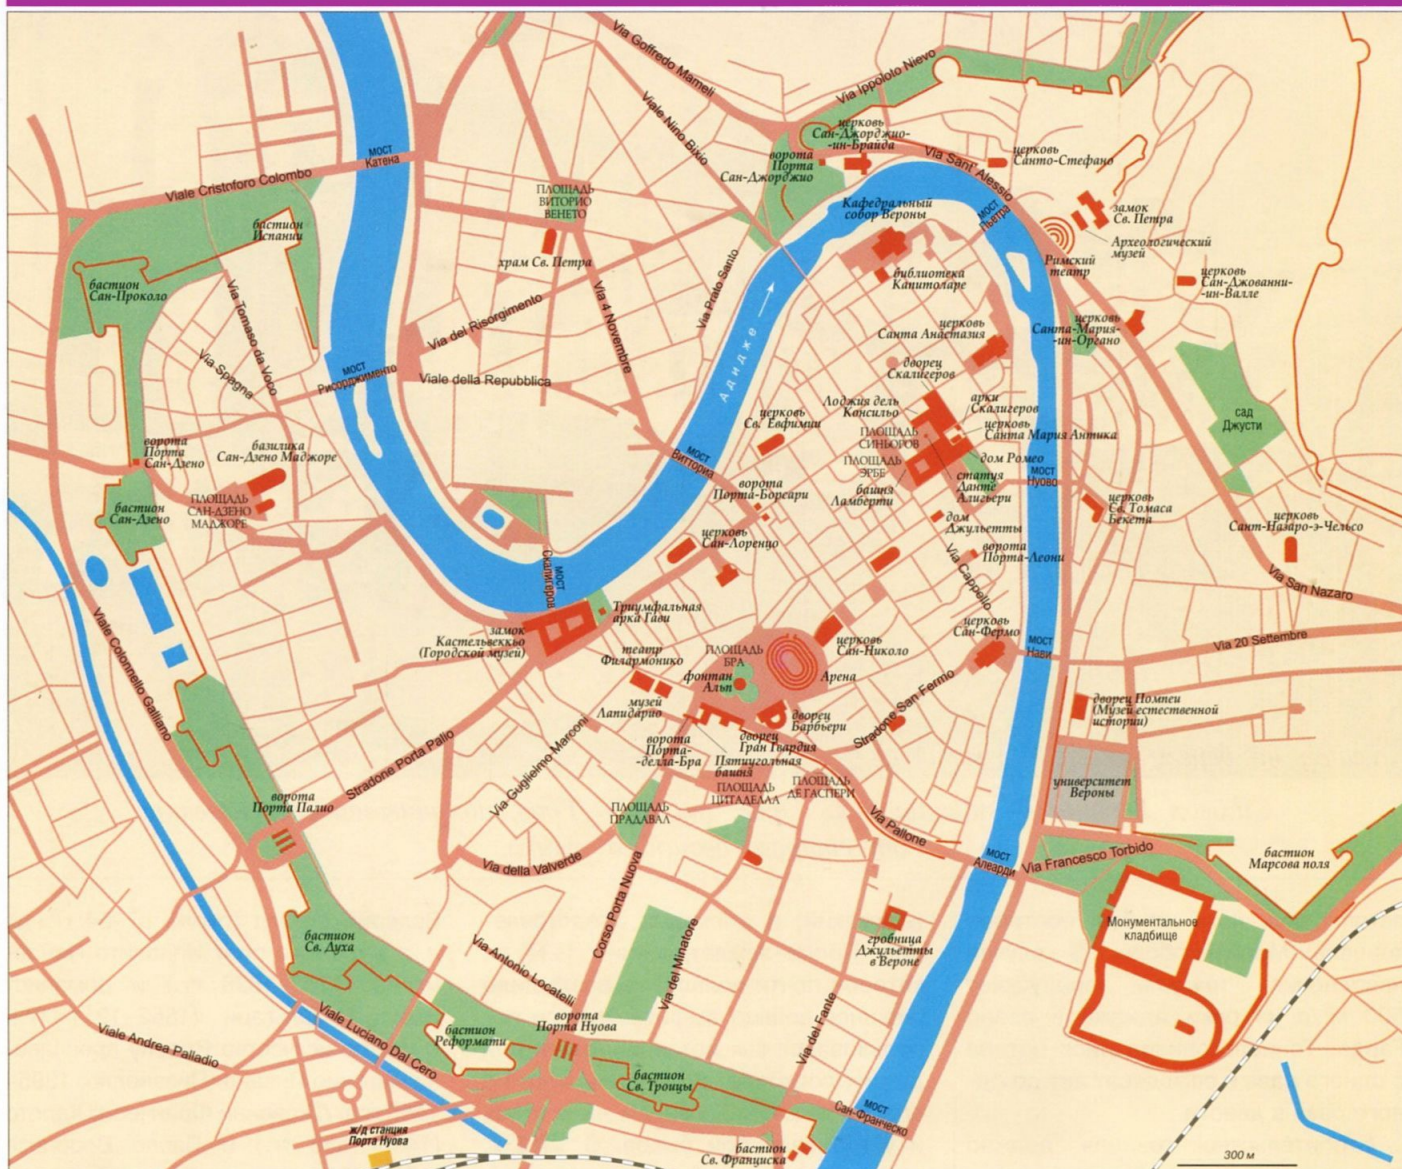 Via Goffredo Mameli
Via Ippoloto Nievo
Viale Nino Bixio
церковь
Сан-Джорджио-
-ин-Брайда
ворота
Порта
Сан-Джорджио
Via Sant' Alessio
церковь
Санто-Стефано
мост
Катена
Viale Cristoforo Colombo
ПЛОЩАДЬ
ВИТОРИО
ВЕНЕТО
храм Св. Петра
Кафедральный
собор Вероны
мост
Пьетра
замок
Св. Петра
Археологический
музей
Римский
театр
бастион
Испании
бастион
Сан-Проколо
библиотека
Капитоларе
церковь
Сан-Джованни-
-ин-Валле
Via Prato Santo
Via Tomaso da Vocco
Via del Risorgimento
Via 4 Novembre
церковь
Санта Анастазия
церковь
Санта-Мария-
-ин-Органо
Via Spagna
мост
Рисорджименто
Viale della Repubblica
Адидже
дворец
Скалигеров
Лоджия дель
Консильо
арки
Скалигеров
церковь
Санта Мария Антика
сад
Джусти
церковь
Св. Евфимии
ПЛОЩАДЬ
СИНЬОРОВ
ПЛОЩАДЬ
ЭРБЕ
дом Ромео
статуя
Данте
Алигьери
башня
Ламберти
мост
Нуово
ворота
Порта
Сан-Дзено
базилика
Сан-Дзено Маджоре
ПЛОЩАДЬ
САН-ДЗЕНО
МАДЖОРЕ
бастион
Сан-Дзено
мост
Витториа
ворота
Порта-Борсари
церковь
Сан-Лоренцо
дом
Джульетты
ворота
Порта-Леони
Via Cappello
церковь
Св. Томаса
Бекета
церковь
Сант-Назаро-э-Чельсо
Via San Nazaro
мост
Скалигеров
Триумфальная
арка Гави
замок
Кастельвеккьо
(Городской музей)
театр
Филармонико
ПЛОЩАДЬ
БРА
фонтан
Альп
церковь
Сан-Николо
Арена
церковь
Сан-Фермо
мост
Нави
Via 20 Settembre
Viale Colonnello Galliano
музей
Лапидарио
дворец
Барбьери
дворец
Гран Гвардия
Stradone San Fermo
дворец Помпеи
(Музей естественной
истории)
ворота
Порта-
-делла-Бра
Пятиугольная
башня
Stradone Porta Palio
Via Guglielmo Marconi
ПЛОЩАДЬ
ЦИТАДЕЛЛА
ПЛОЩАДЬ
ДЕ ГАСПЕРИ
ПЛОЩАДЬ
ПРАДАВАЛ
университет
Вероны
ворота
Порта Палио
Via Pallone
мост
Алеарди
Via Francesco Torbido
бастион
Марсова поля
Via della Valverde
Corso Porta Nuova
Via del Minatore
гробница
Джульетты
в Вероне
Монументальное
кладбище
бастион
Св. Духа
Via Antonio Locatelli
ворота
Порта Нуова
Via del Fante
Viale Andrea Palladio
Viale Luciano Dal Cero
бастион
Реформати
бастион
Св. Троицы
мост
Сан-Франческо
ж/д станция
Порта Нуова
бастион
Св. Франциска
300 м